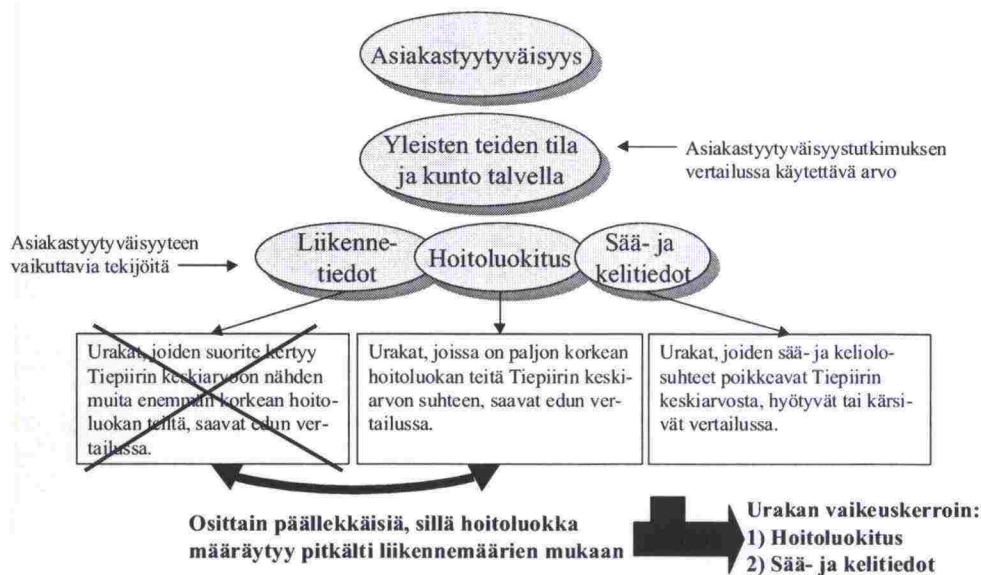 Asiakastyytyväisyys
Yleisten teiden tila
ja kunto talvella
Asiakastyytyväisyystutkimuksen
vertailussa käytettävä arvo
Asiakastyytyväisyyteen
vaikuttavia tekijöitä
Liikenne-
tiedot
Hoitoluokitus
Sää- ja
kelitiedot
Urakat, joiden suorite kertyy
Tiepiirin keskiarvoon nähden
muita enemmän korkean hoito-
luokan teiltä, saavat edun ver-
tailussa.
Urakat, joissa on paljon korkean
hoitoluokan teitä Tiepiirin keski-
arvon suhteen, saavat edun ver-
tailussa.
Urakat, joiden sää- ja keliolo-
suhteet poikkeavat Tiepiirin
keskiarvosta, hyötyvät tai kärsi-
vät vertailussa.
Osittain päällekkäisiä, sillä hoitoluokka
määräytyy pitkälti liikennemäärien mukaan
Urakan vaikeuskerroin:
1) Hoitoluokitus
2) Sää- ja kelitiedot